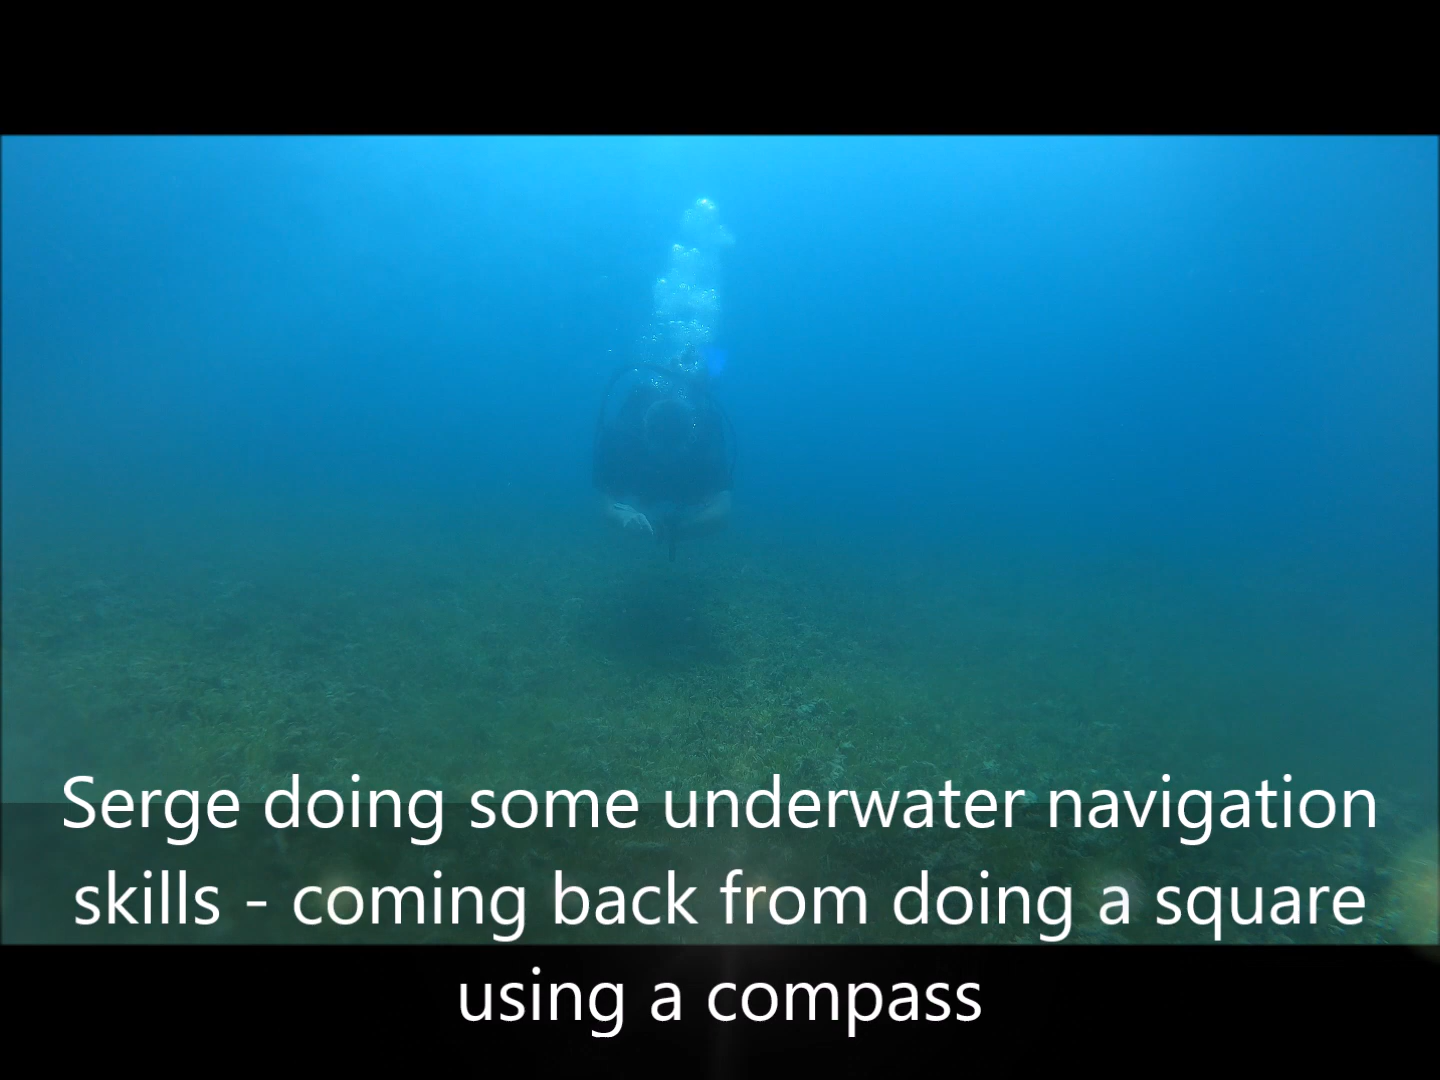 Serge doing some underwater navigation
skills - coming back from doing a square
using a compass